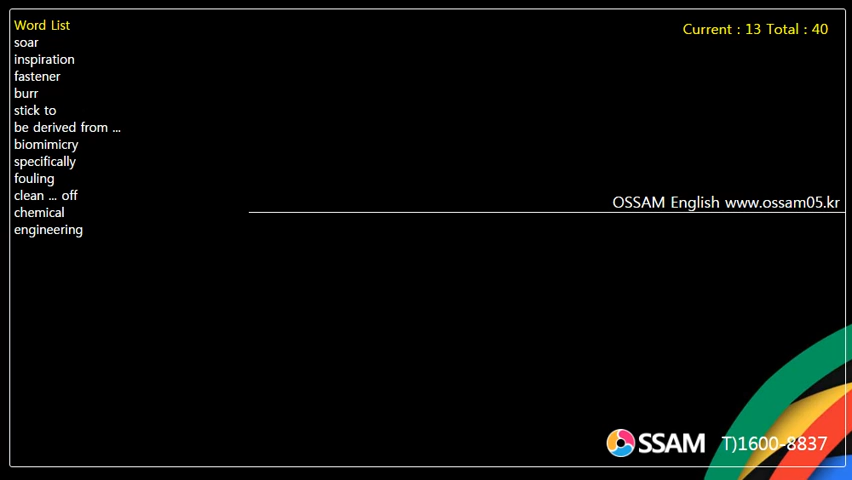 Word List
Current : 13 Total : 40
soar
inspiration
fastener
burr
stick to
be derived from ...
biomimicry
specifically
fouling
clean ... off
chemical
engineering
OSSAM English www.ossam05.kr
OSSAM T)1600-8837